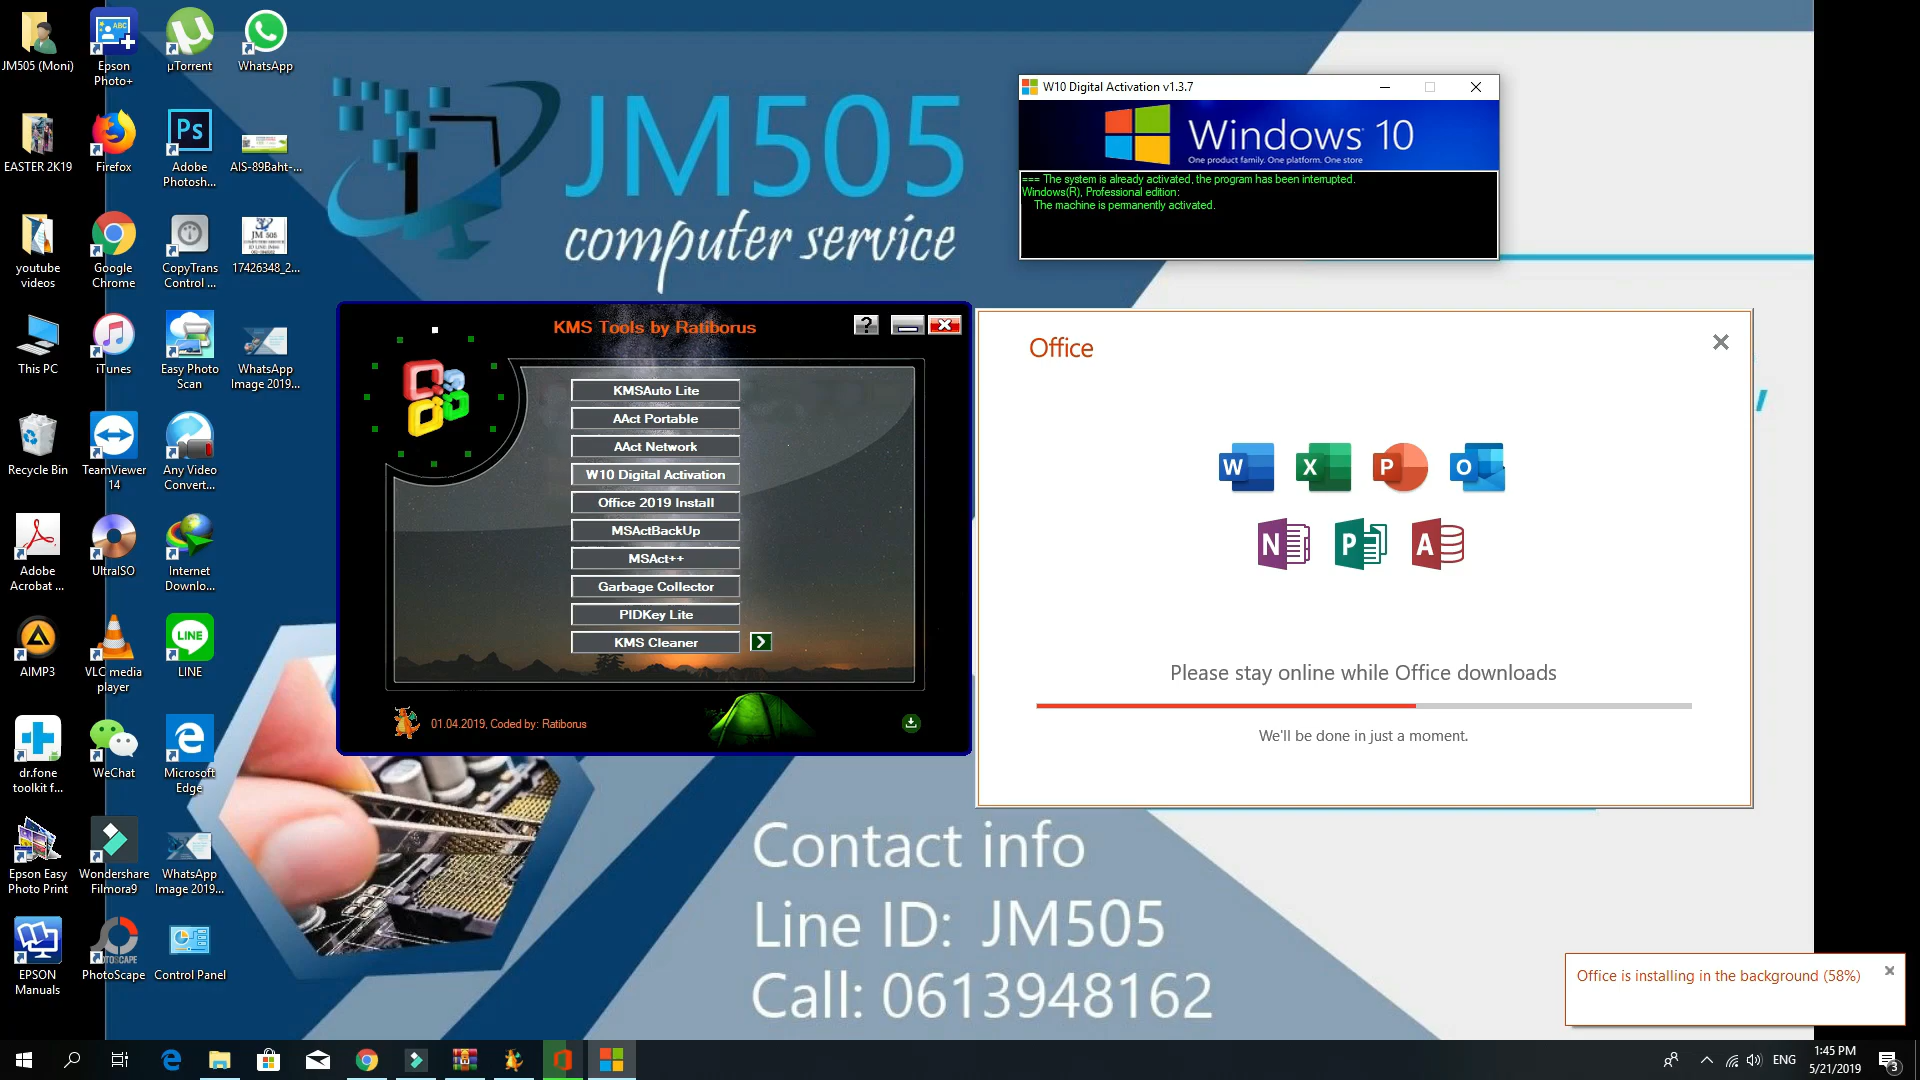 JM505 (Moni)
Epson
Photo+
µTorrent
WhatsApp
EASTER 2K19
Firefox
Ps
Adobe
Photosh...
AIS-89Baht-...
youtube
videos
Google
Chrome
CopyTrans
Control ...
JM 505
17426348_2...
This PC
iTunes
Easy Photo
Scan
WhatsApp
Image 2019...
Recycle Bin
TeamViewer
14
Any Video
Convert...
Adobe
Acrobat ...
UltraISO
Internet
Downlo...
AIMP3
VLC media
player
LINE
LINE
dr.fone
toolkit f...
WeChat
Microsoft
Edge
Epson Easy
Photo Print
Wondershare
Filmora9
WhatsApp
Image 2019...
EPSON
Manuals
PhotoScape
Control Panel
JM505
computer service
W10 Digital Activation v1.3.7
Windows 10
One product family. One platform. One store
=== The system is already activated, the program has been interrupted.
Windows(R), Professional edition:
The machine is permanently activated.
KMS Tools by Ratiborus
?
KMSAuto Lite
AAct Portable
AAct Network
W10 Digital Activation
Office 2019 Install
MSActBackUp
MSAct++
Garbage Collector
PIDKey Lite
KMS Cleaner
01.04.2019, Coded by: Ratiborus
Office
W X P O
N P A
Please stay online while Office downloads
We'll be done in just a moment.
Contact info
Line ID: JM505
Call: 0613948162
Office is installing in the background (58%)
ENG
1:45 PM
5/21/2019
3